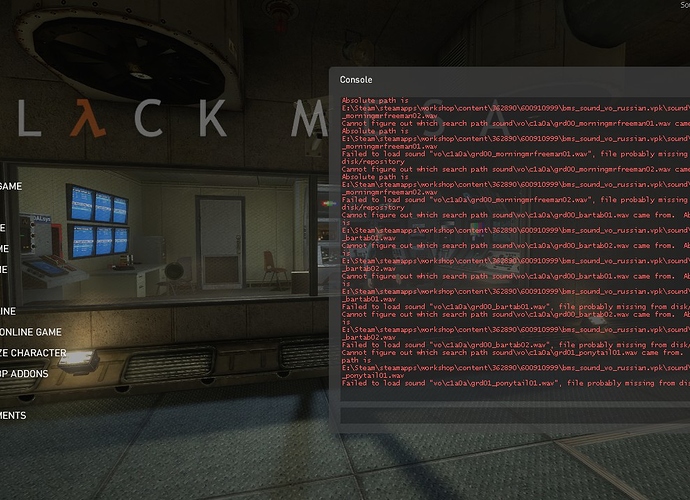 Sou
Console
LλCK M SA
GAME
E
ME
ME
LINE
ONLINE GAME
ZE CHARACTER
OP ADDONS
MENTS
Absolute path is
E:\Steam\steamapps\workshop\content\362890\600910999\bms_sound_vo_russian.vpk\sound\
_morningmrfreeman02.wav
Cannot figure out which search path sound\vo\c1a0a\grd00_morningmrfreeman01.wav came
Absolute path is
E:\Steam\steamapps\workshop\content\362890\600910999\bms_sound_vo_russian.vpk\sound\
_morningmrfreeman01.wav
Failed to load sound "vo\c1a0a\grd00_morningmrfreeman01.wav", file probably missing
disk/repository
Cannot figure out which search path sound\vo\c1a0a\grd00_morningmrfreeman02.wav came
Absolute path is
E:\Steam\steamapps\workshop\content\362890\600910999\bms_sound_vo_russian.vpk\sound\
_morningmrfreeman02.wav
Failed to load sound "vo\c1a0a\grd00_morningmrfreeman02.wav", file probably missing
disk/repository
Cannot figure out which search path sound\vo\c1a0a\grd00_bartab01.wav came from. Ab
is
E:\Steam\steamapps\workshop\content\362890\600910999\bms_sound_vo_russian.vpk\sound\
_bartab01.wav
Cannot figure out which search path sound\vo\c1a0a\grd00_bartab02.wav came from. Ab
is
E:\Steam\steamapps\workshop\content\362890\600910999\bms_sound_vo_russian.vpk\sound\
_bartab02.wav
Cannot figure out which search path sound\vo\c1a0a\grd00_bartab01.wav came from. Ab
is
E:\Steam\steamapps\workshop\content\362890\600910999\bms_sound_vo_russian.vpk\sound\
_bartab01.wav
Failed to load sound "vo\c1a0a\grd00_bartab01.wav", file probably missing from disk/
Cannot figure out which search path sound\vo\c1a0a\grd00_bartab02.wav came from. Ab
is
E:\Steam\steamapps\workshop\content\362890\600910999\bms_sound_vo_russian.vpk\sound\
_bartab02.wav
Failed to load sound "vo\c1a0a\grd00_bartab02.wav", file probably missing from disk/
Cannot figure out which search path sound\vo\c1a0a\grd01_ponytail01.wav came from.
path is
E:\Steam\steamapps\workshop\content\362890\600910999\bms_sound_vo_russian.vpk\sound\
_ponytail01.wav
Failed to load sound "vo\c1a0a\grd01_ponytail01.wav", file probably missing from dis